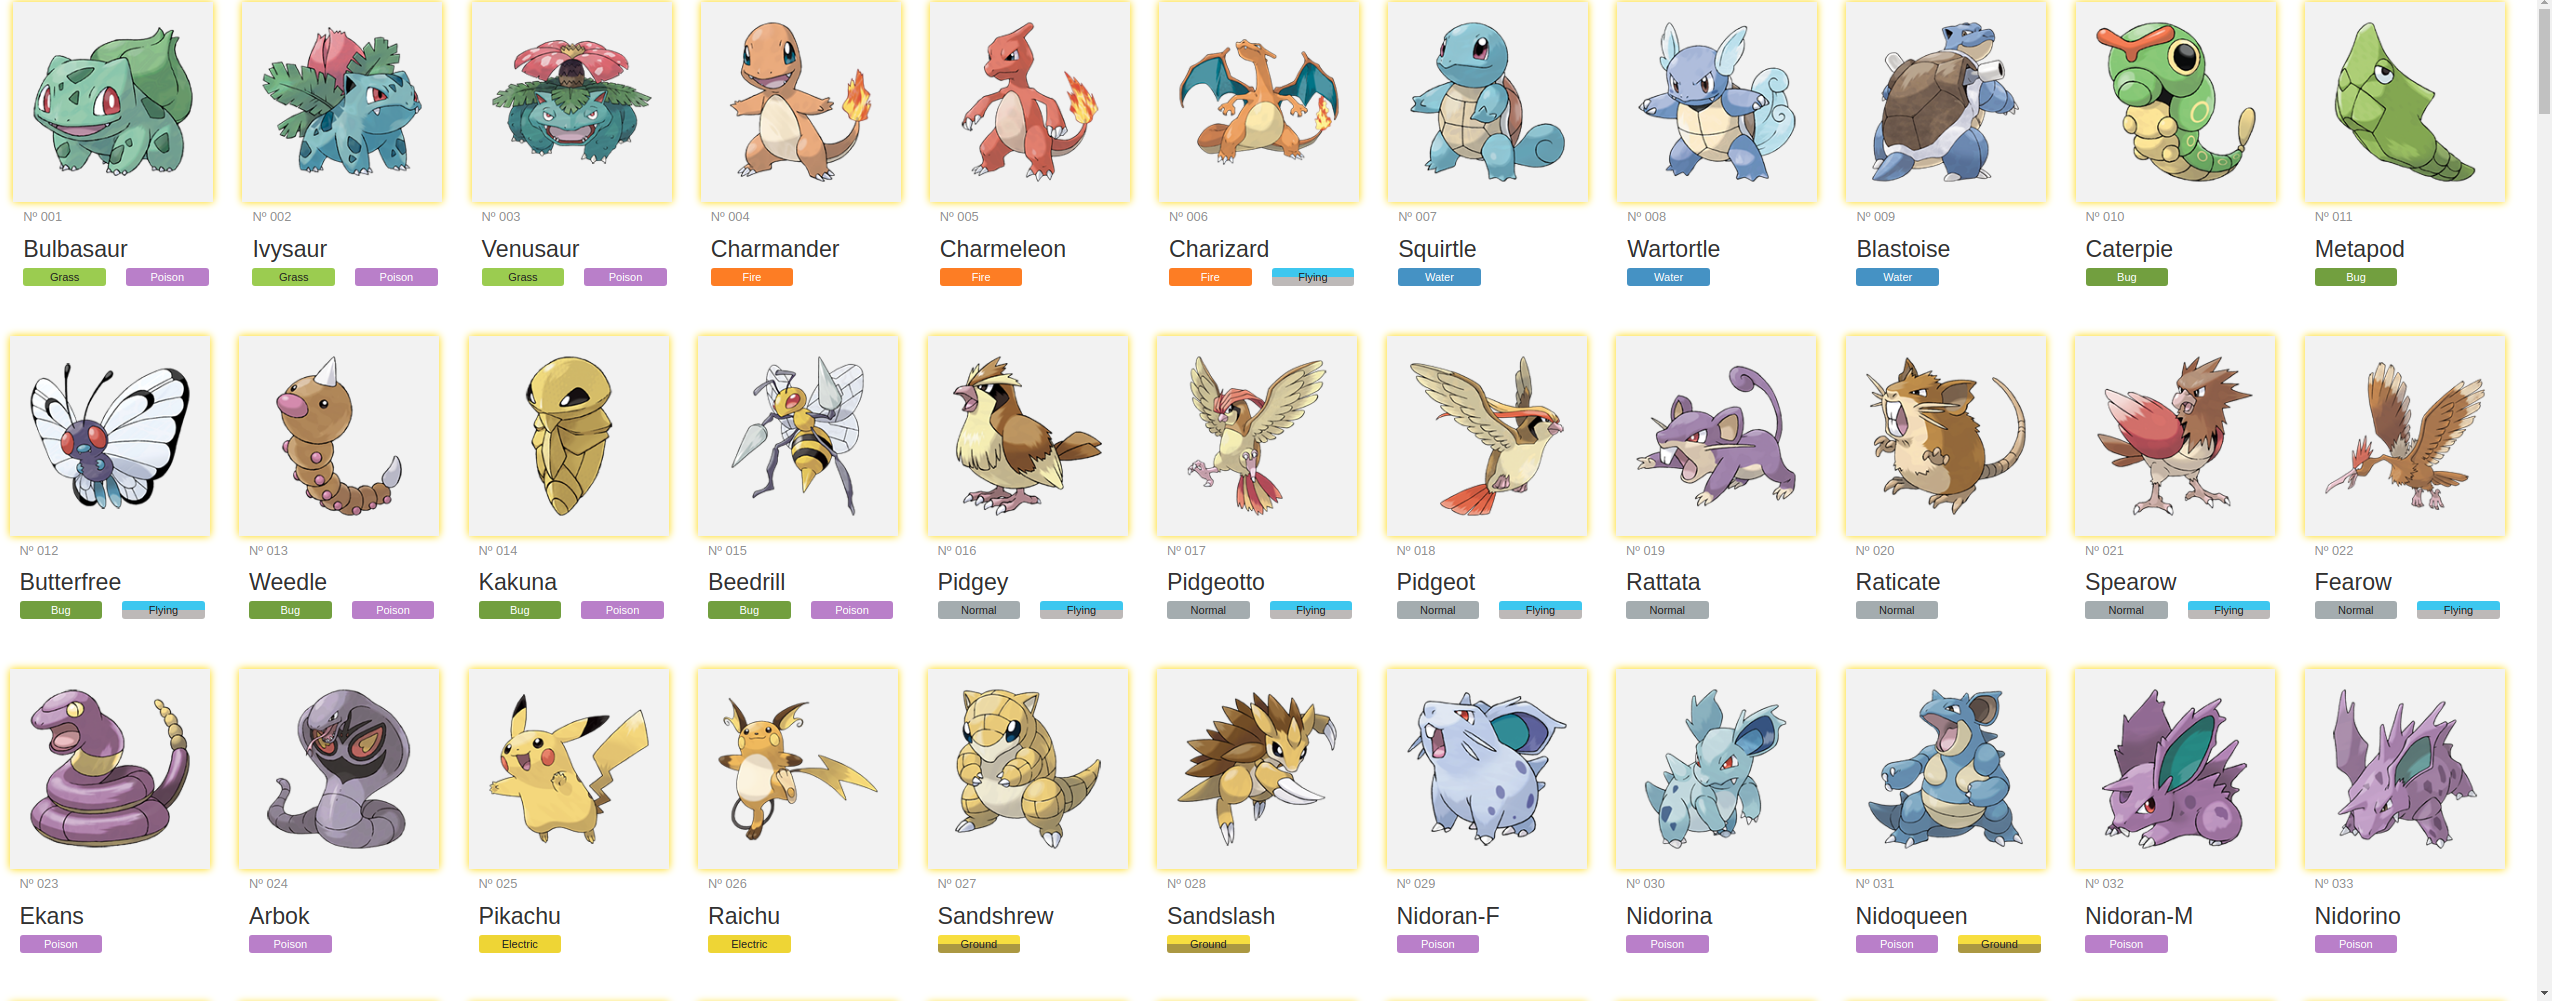 Nº 001 Nº 002 Nº 003 Nº 004 Nº 005 Nº 006 Nº 007 Nº 008 Nº 009 Nº 010 Nº 011
Bulbasaur Ivysaur Venusaur Charmander Charmeleon Charizard Squirtle Wartortle Blastoise Caterpie Metapod
Grass Poison Grass Poison Grass Poison Fire Fire Fire Flying Water Water Water Bug Bug
Nº 012 Nº 013 Nº 014 Nº 015 Nº 016 Nº 017 Nº 018 Nº 019 Nº 020 Nº 021 Nº 022
Butterfree Weedle Kakuna Beedrill Pidgey Pidgeotto Pidgeot Rattata Raticate Spearow Fearow
Bug Flying Bug Poison Bug Poison Bug Poison Normal Flying Normal Flying Normal Flying Normal Normal Normal Flying Normal Flying
Nº 023 Nº 024 Nº 025 Nº 026 Nº 027 Nº 028 Nº 029 Nº 030 Nº 031 Nº 032 Nº 033
Ekans Arbok Pikachu Raichu Sandshrew Sandslash Nidoran-F Nidorina Nidoqueen Nidoran-M Nidorino
Poison Poison Electric Electric Ground Ground Poison Poison Poison Ground Poison Poison